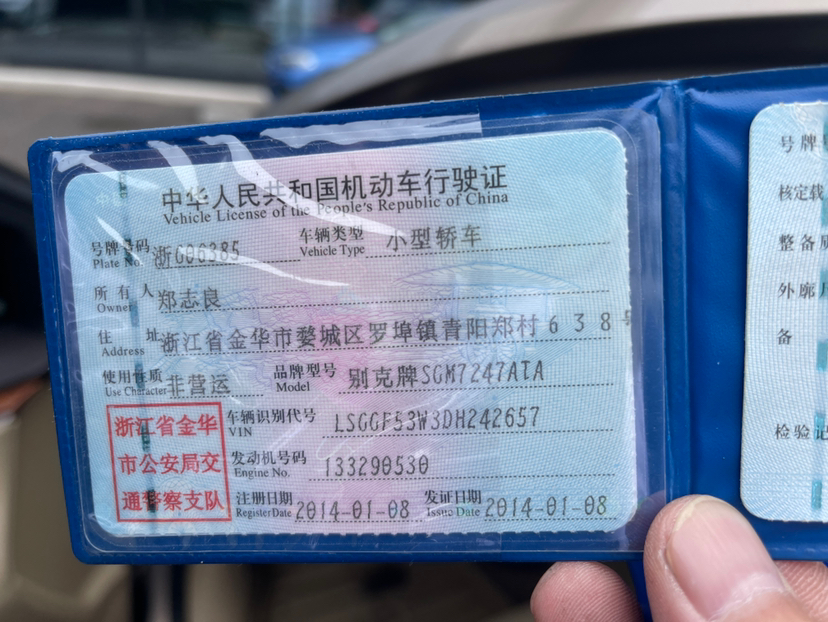 中华人民共和国机动车行驶证
Vehicle License of the People's Republic of China
号牌号码 浙G06385 车辆类型 小型轿车
Plate No. Vehicle Type
所有人 郑志良
Owner
住址 浙江省金华市婺城区罗埠镇青阳郑村638号
Address
使用性质 非营运 品牌型号 别克牌SGM7247ATA
Use Character Model
浙江省金华
市公安局交
通警察支队
车辆识别代号 LSGGF53W3DH242657
VIN
发动机号码 133290530
Engine No.
注册日期 2014-01-08 发证日期 2014-01-08
Register Date Issue Date
号牌
核定载
整备质
外廓尺
备
检验记